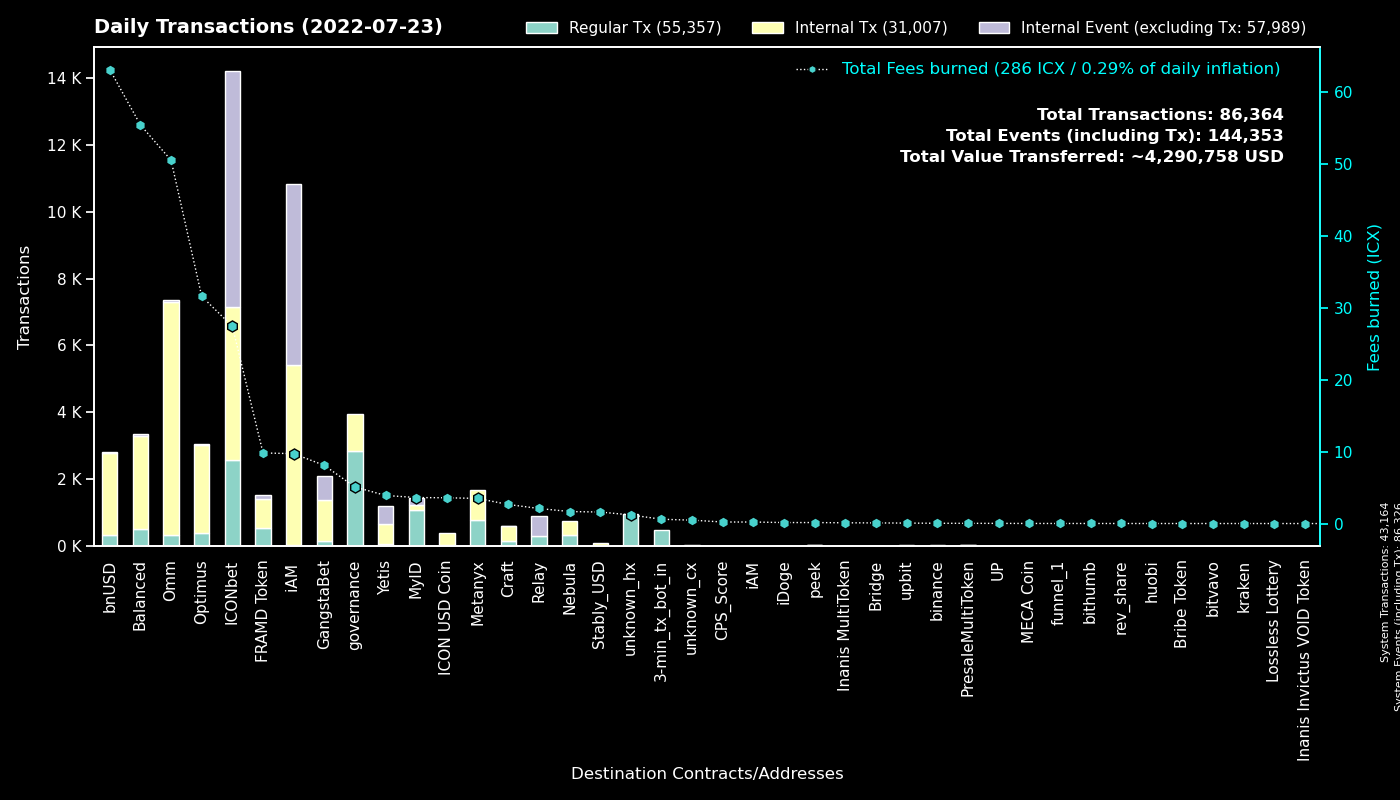 Daily Transactions (2022-07-23)
Regular Tx (55,357)
Internal Tx (31,007)
Internal Event (excluding Tx: 57,989)
Total Fees burned (286 ICX / 0.29% of daily inflation)
Total Transactions: 86,364
Total Events (including Tx): 144,353
Total Value Transferred: ~4,290,758 USD
Transactions
14 K
12 K
10 K
8 K
6 K
4 K
2 K
0 K
60
50
40
30
20
10
0
Fees burned (ICX)
bnUSD
Balanced
Omm
Optimus
ICONbet
FRAMD Token
iAM
GangstaBet
governance
Yetis
MyID
ICON USD Coin
Metanyx
Craft
Relay
Nebula
Stably_USD
unknown_hx
3-min_tx_bot_in
unknown_cx
CPS_Score
iAM
iDoge
peek
Inanis MultiToken
Bridge
upbit
binance
PresaleMultiToken
UP
MECA Coin
funnel_1
bithumb
rev_share
huobi
Bribe Token
bitvavo
kraken
Lossless Lottery
Inanis Invictus VOID Token
Destination Contracts/Addresses
System Transactions: 43,164
System Events (including Tx): 86,326